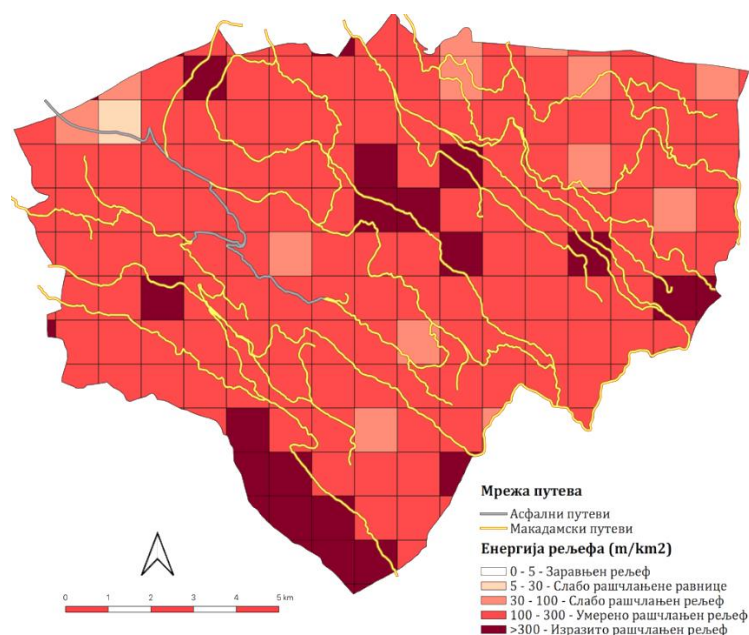 Мрежа путева
Асфални путеви
Макадамски путеви
Енергија рељефа (m/km2)
0 - 5 - Заравњен рељеф
5 - 30 - Слабо рашчлањене равнице
30 - 100 - Слабо рашчлањен рељеф
100 - 300 - Умерено рашчлањен рељеф
>300 - Изразито рашчлањен рељеф
0 1 2 3 4 5 km